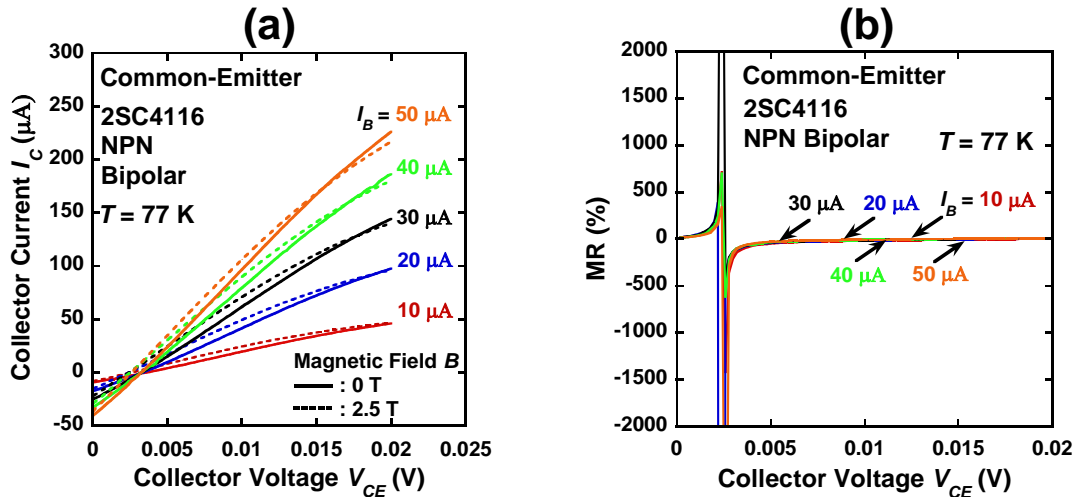 (a)
300
250
200
150
100
50
0
-50
Collector Current I_C (μA)
Common-Emitter
2SC4116
NPN
Bipolar
T = 77 K
I_B = 50 μA
40 μA
30 μA
20 μA
10 μA
Magnetic Field B
: 0 T
: 2.5 T
0 0.005 0.01 0.015 0.02 0.025
Collector Voltage V_CE (V)
(b)
2000
1500
1000
500
0
-500
-1000
-1500
-2000
MR (%)
Common-Emitter
2SC4116
NPN Bipolar
T = 77 K
30 μA 20 μA I_B = 10 μA
40 μA 50 μA
0 0.005 0.01 0.015 0.02
Collector Voltage V_CE (V)